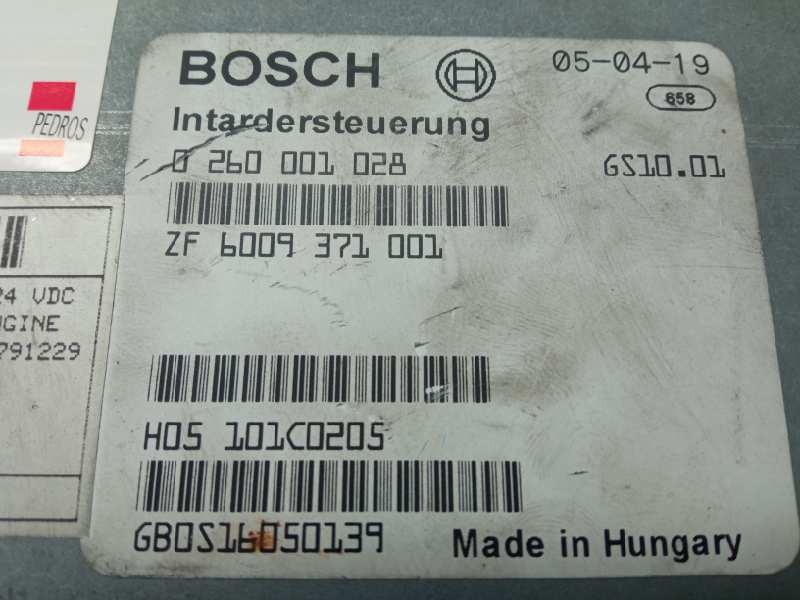 BOSCH
05-04-19
658
Intardersteuerung
0 260 001 028
GS10.01
ZF 6009 371 001
H05 101C0205
GB0S16050139
Made in Hungary
PEDROS
24 VDC
NGINE
791229